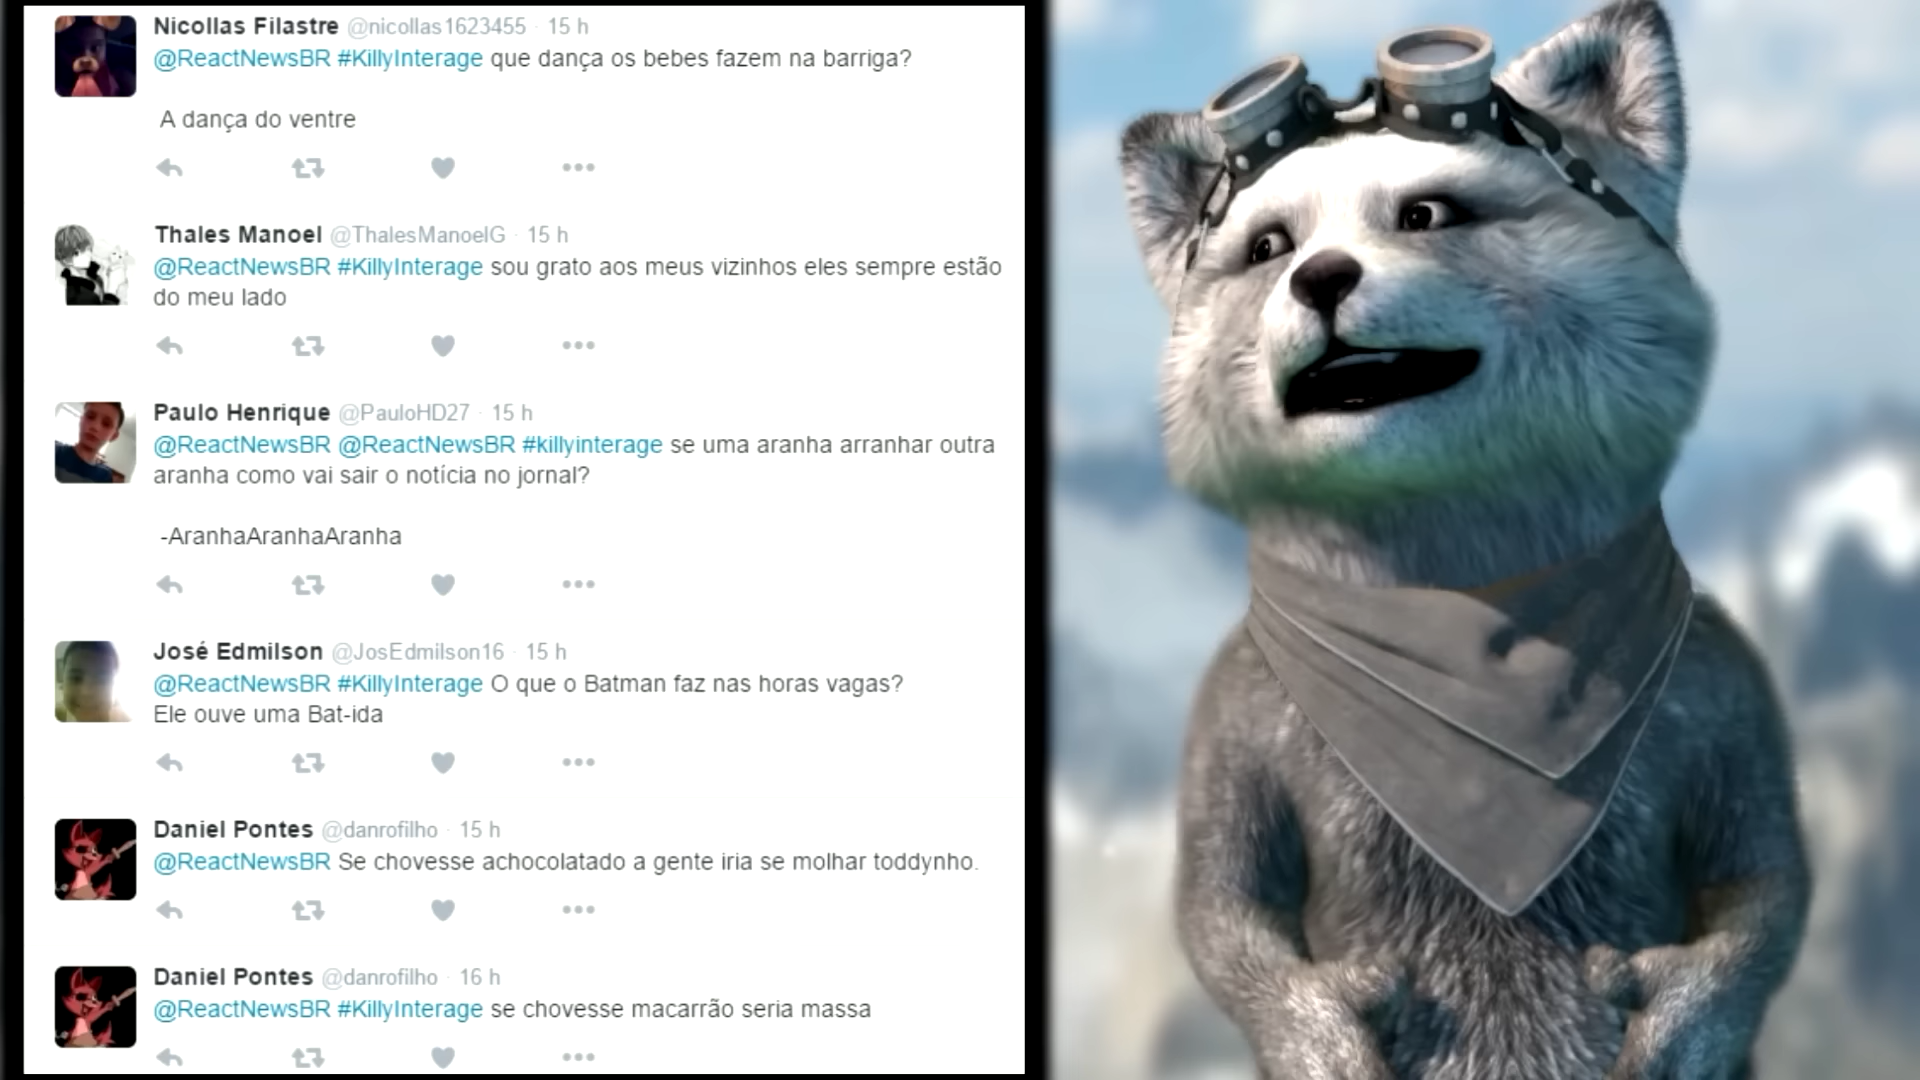 Nicollas Filastre @nicollas1623455 · 15 h
@ReactNewsBR #KillyInterage que dança os bebes fazem na barriga?
A dança do ventre
Thales Manoel @ThalesManoelG · 15 h
@ReactNewsBR #KillyInterage sou grato aos meus vizinhos eles sempre estão
do meu lado
Paulo Henrique @PauloHD27 · 15 h
@ReactNewsBR @ReactNewsBR #killyinterage se uma aranha arranhar outra
aranha como vai sair o notícia no jornal?
-AranhaAranhaAranha
José Edmilson @JosEdmilson16 · 15 h
@ReactNewsBR #KillyInterage O que o Batman faz nas horas vagas?
Ele ouve uma Bat-ida
Daniel Pontes @danrofilho · 15 h
@ReactNewsBR Se chovesse achocolatado a gente iria se molhar toddynho.
Daniel Pontes @danrofilho · 16 h
@ReactNewsBR #KillyInterage se chovesse macarrão seria massa